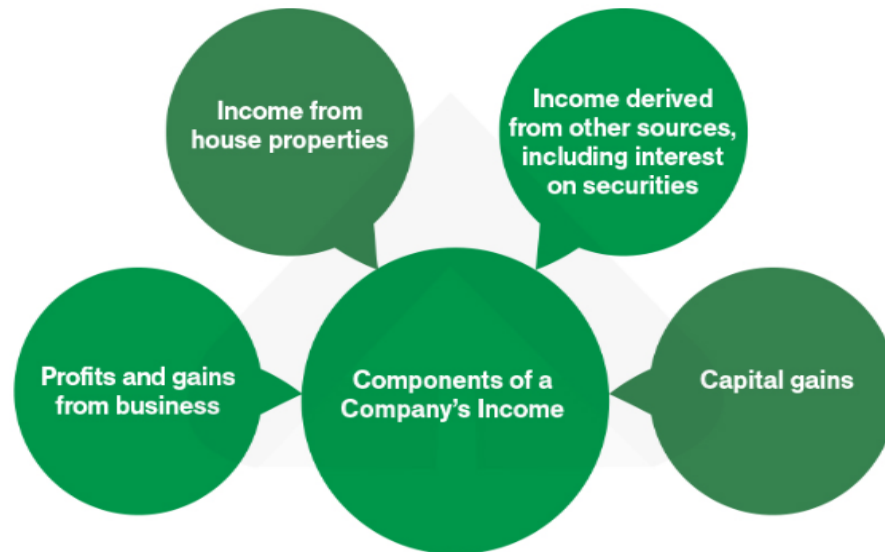 Income from
house properties
Income derived
from other sources,
including interest
on securities
Profits and gains
from business
Components of a
Company's Income
Capital gains